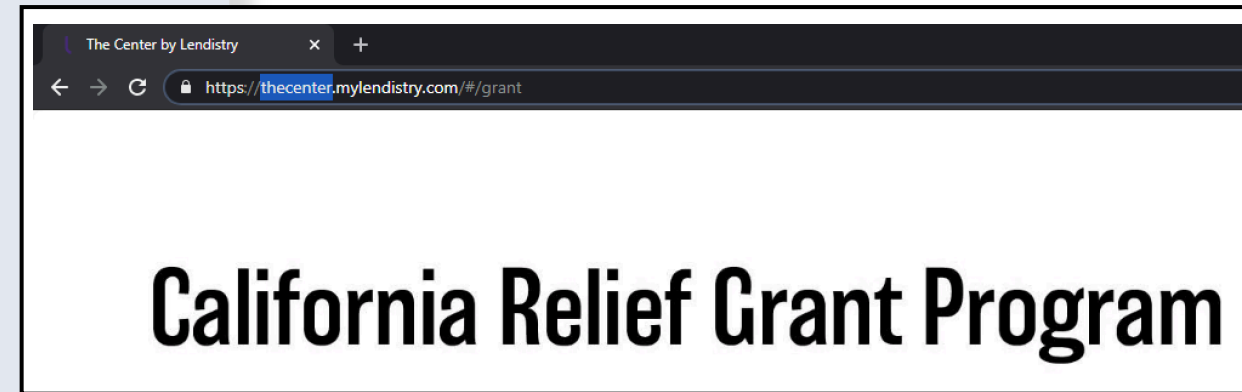 The Center by Lendistry
https://thecenter.mylendistry.com/#/grant
California Relief Grant Program